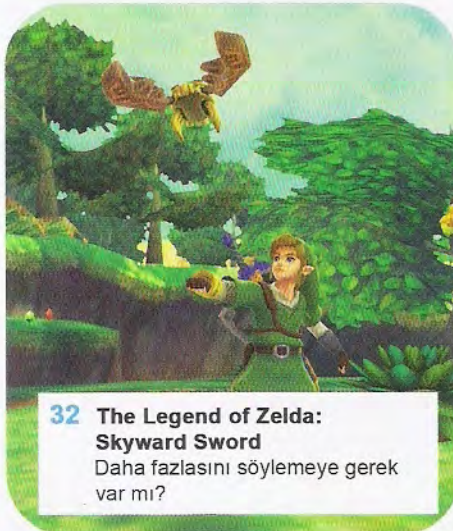 32 The Legend of Zelda:
Skyward Sword
Daha fazlasını söylemeye gerek
var mı?